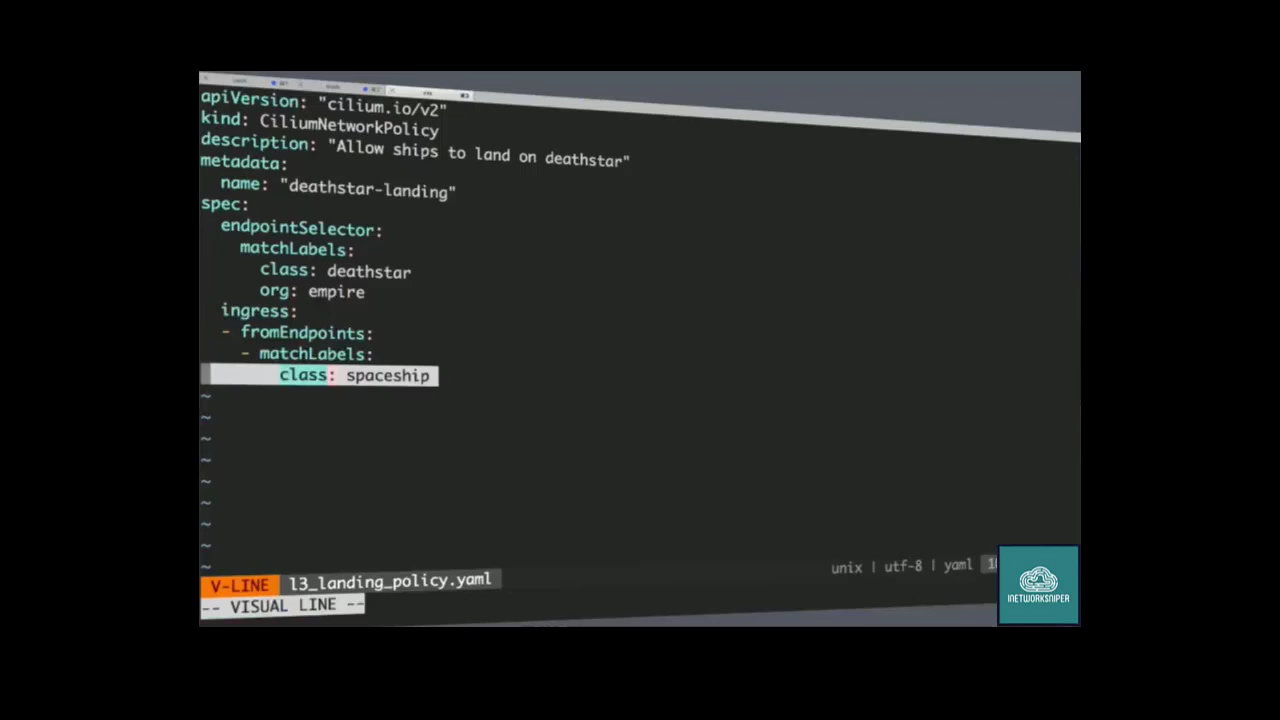 apiVersion: "cilium.io/v2"
kind: CiliumNetworkPolicy
description: "Allow ships to land on deathstar"
metadata:
  name: "deathstar-landing"
spec:
  endpointSelector:
    matchLabels:
      class: deathstar
      org: empire
  ingress:
  - fromEndpoints:
    - matchLabels:
        class: spaceship
~
~
~
~
~
~
~
~
~
unix | utf-8 | yaml
V-LINE l3_landing_policy.yaml
-- VISUAL LINE --
INETWORKSNIPER